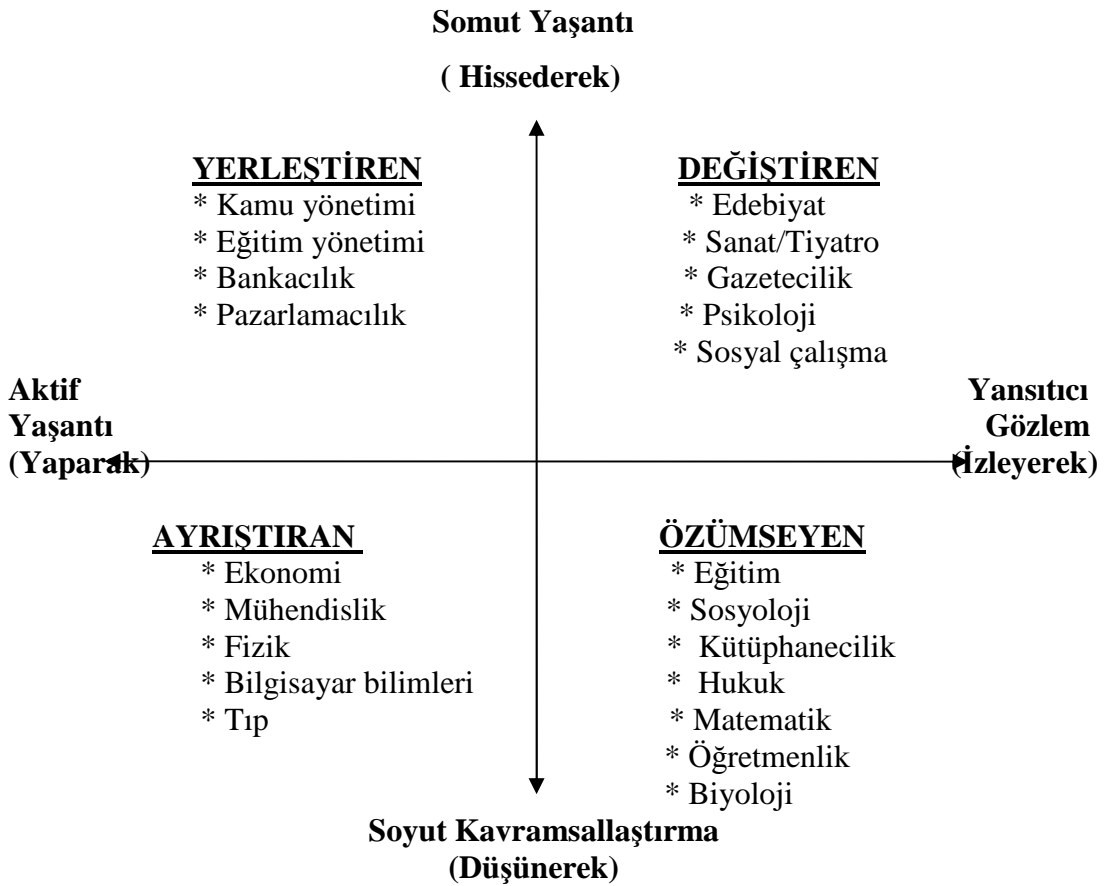 Somut Yaşantı
( Hissederek)
YERLEŞTİREN
* Kamu yönetimi
* Eğitim yönetimi
* Bankacılık
* Pazarlamacılık
DEĞİŞTİREN
* Edebiyat
* Sanat/Tiyatro
* Gazetecilik
* Psikoloji
* Sosyal çalışma
Aktif
Yaşantı
(Yaparak)
Yansıtıcı
Gözlem
(İzleyerek)
AYRIŞTIRAN
* Ekonomi
* Mühendislik
* Fizik
* Bilgisayar bilimleri
* Tıp
ÖZÜMSEYEN
* Eğitim
* Sosyoloji
* Kütüphanecilik
* Hukuk
* Matematik
* Öğretmenlik
* Biyoloji
Soyut Kavramsallaştırma
(Düşünerek)